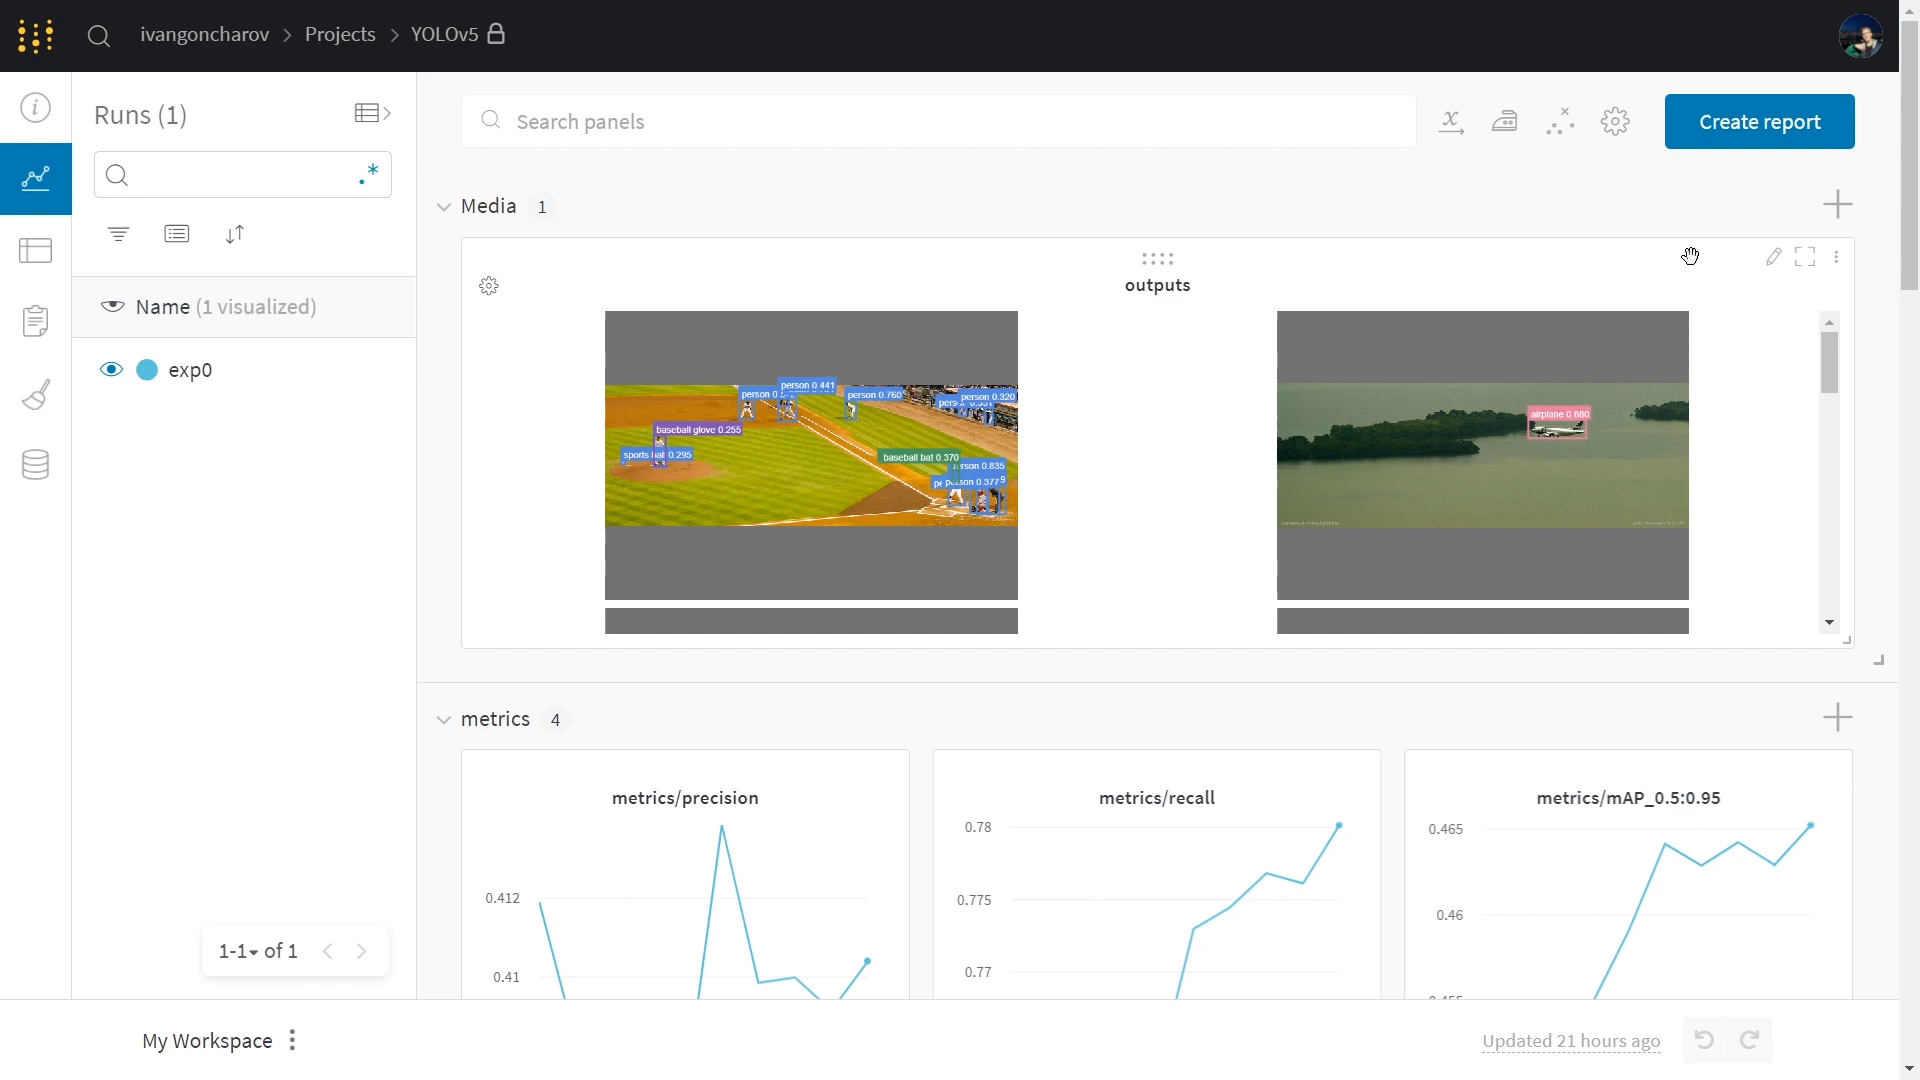 ivangoncharov > Projects > YOLOv5
Runs (1)
Search panels
Create report
.*
Media 1
Name (1 visualized)
exp0
outputs
person 0.441
person 0.760
person 0.320
baseball glove 0.255
sports ball 0.295
baseball bat 0.370
person 0.835
person 0.377
airplane 0.880
metrics 4
metrics/precision
0.412
0.41
metrics/recall
0.78
0.775
0.77
metrics/mAP_0.5:0.95
0.465
0.46
1-1 of 1
My Workspace
Updated 21 hours ago